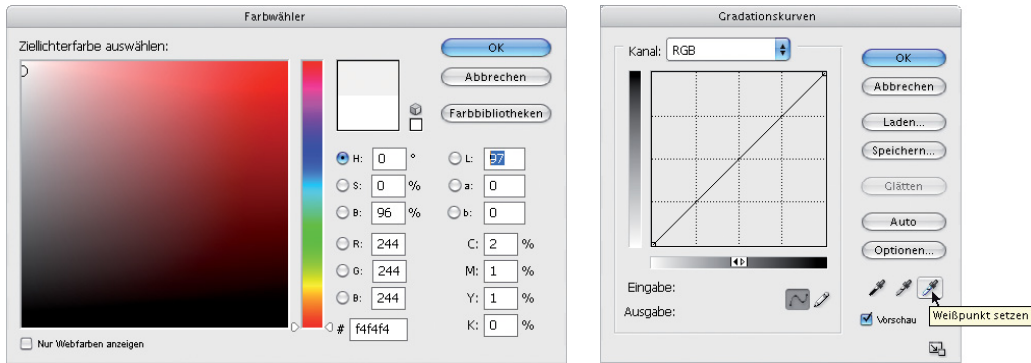 Farbwähler
Ziellichterfarbe auswählen:
OK
Abbrechen
Farbbibliotheken
H: 0 °
S: 0 %
B: 96 %
R: 244
G: 244
B: 244
# f4f4f4
L: 97
a: 0
b: 0
C: 2 %
M: 1 %
Y: 1 %
K: 0 %
Nur Webfarben anzeigen
Gradationskurven
Kanal: RGB
OK
Abbrechen
Laden...
Speichern...
Glätten
Auto
Optionen...
Eingabe:
Ausgabe:
Vorschau
Weißpunkt setzen